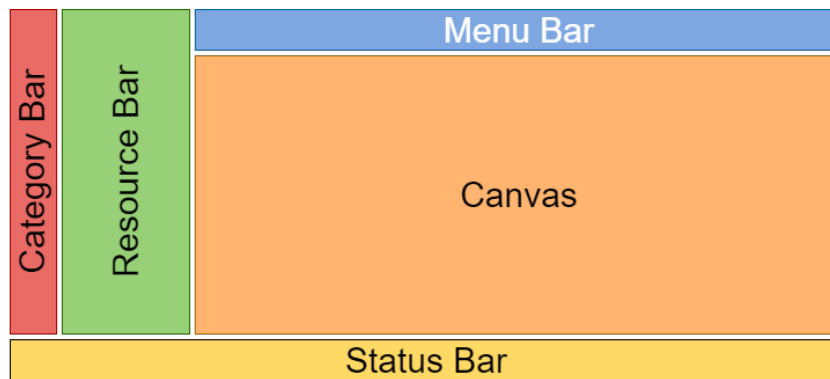 Category Bar
Resource Bar
Menu Bar
Canvas
Status Bar